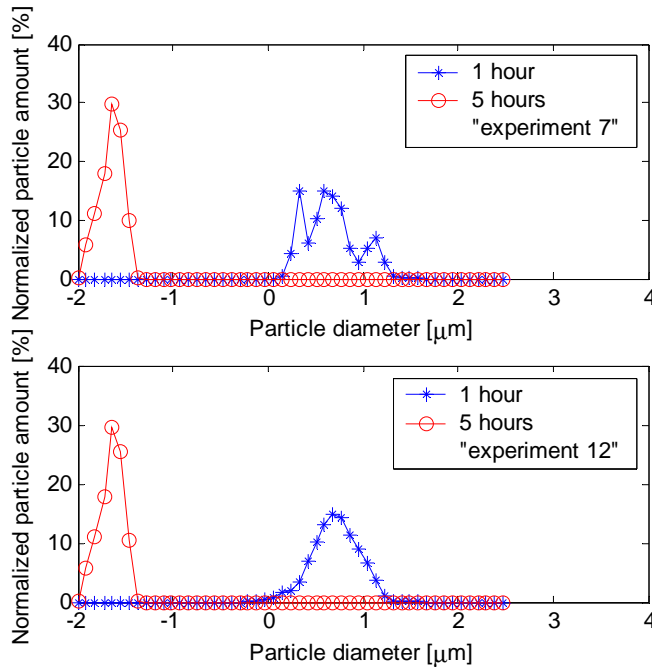 Normalized particle amount [%]
40
30
20
10
0
-2 -1 0 1 2 3 4
Particle diameter [μm]
1 hour
5 hours
"experiment 7"
Normalized particle amount [%]
40
30
20
10
0
-2 -1 0 1 2 3 4
Particle diameter [μm]
1 hour
5 hours
"experiment 12"